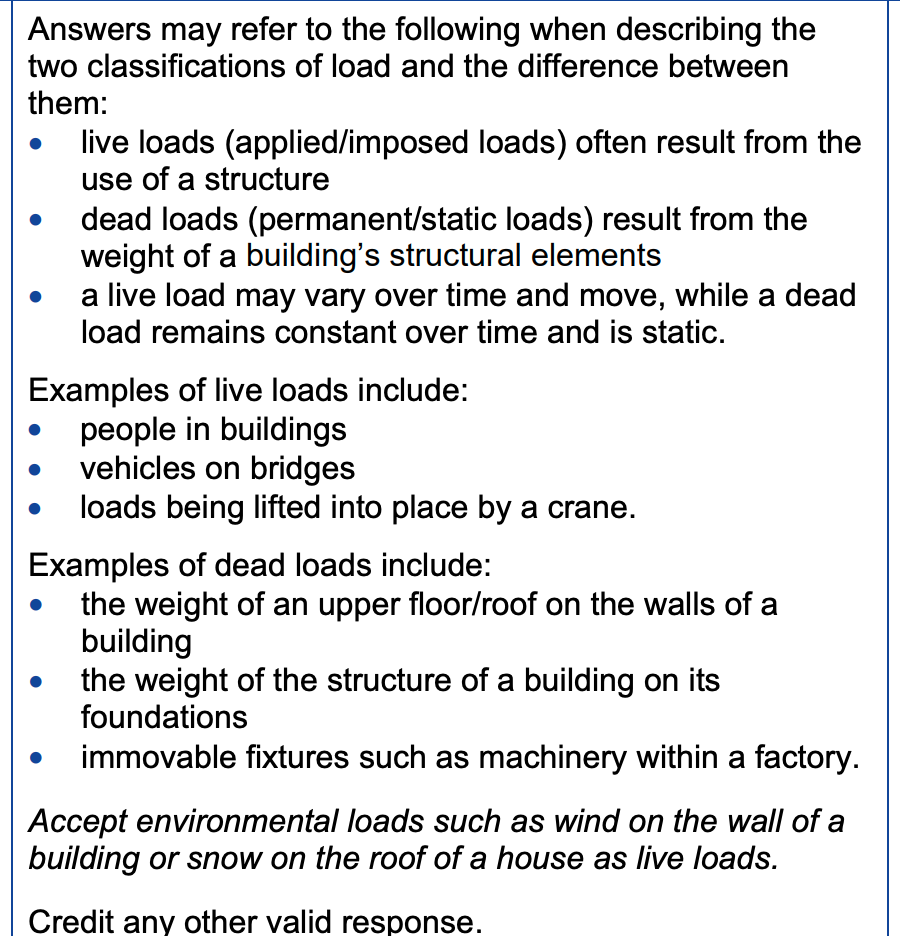 Answers may refer to the following when describing the
two classifications of load and the difference between
them:
• live loads (applied/imposed loads) often result from the
use of a structure
• dead loads (permanent/static loads) result from the
weight of a building’s structural elements
• a live load may vary over time and move, while a dead
load remains constant over time and is static.
Examples of live loads include:
• people in buildings
• vehicles on bridges
• loads being lifted into place by a crane.
Examples of dead loads include:
• the weight of an upper floor/roof on the walls of a
building
• the weight of the structure of a building on its
foundations
• immovable fixtures such as machinery within a factory.
Accept environmental loads such as wind on the wall of a
building or snow on the roof of a house as live loads.
Credit any other valid response.